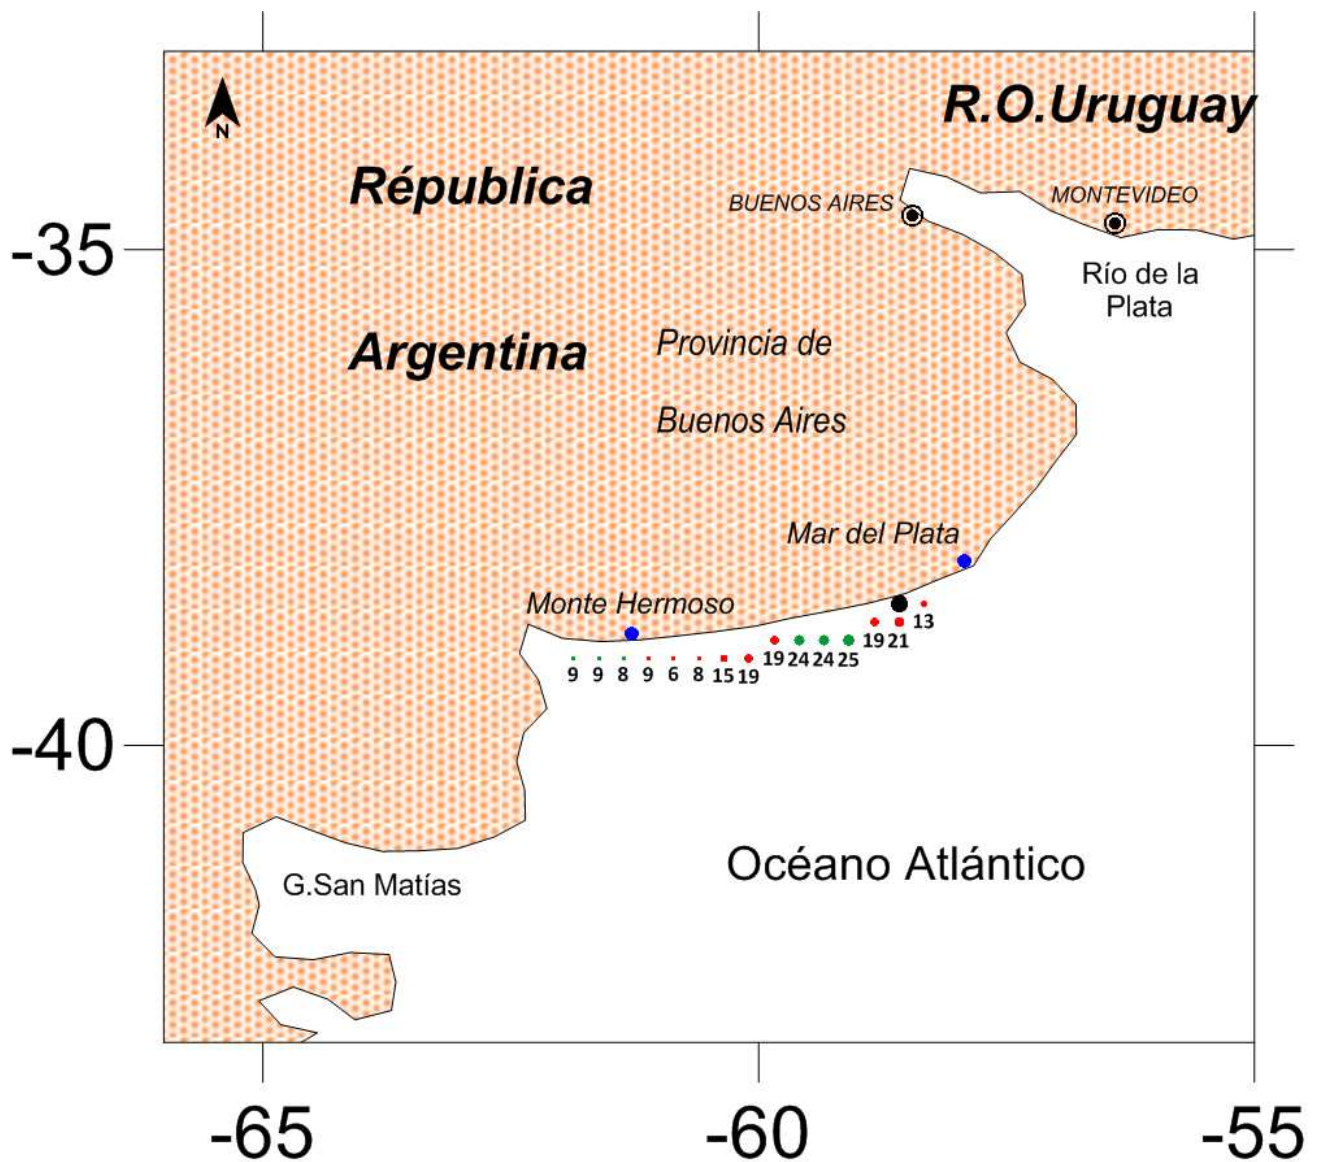 R.O.Uruguay
N
Républica
BUENOS AIRES
MONTEVIDEO
-35
Río de la
Plata
Argentina
Provincia de
Buenos Aires
Mar del Plata
Monte Hermoso
13
19 21
19 24 24 25
9 9 8 9 6 8 15 19
-40
Océano Atlántico
G.San Matías
-65 -60 -55